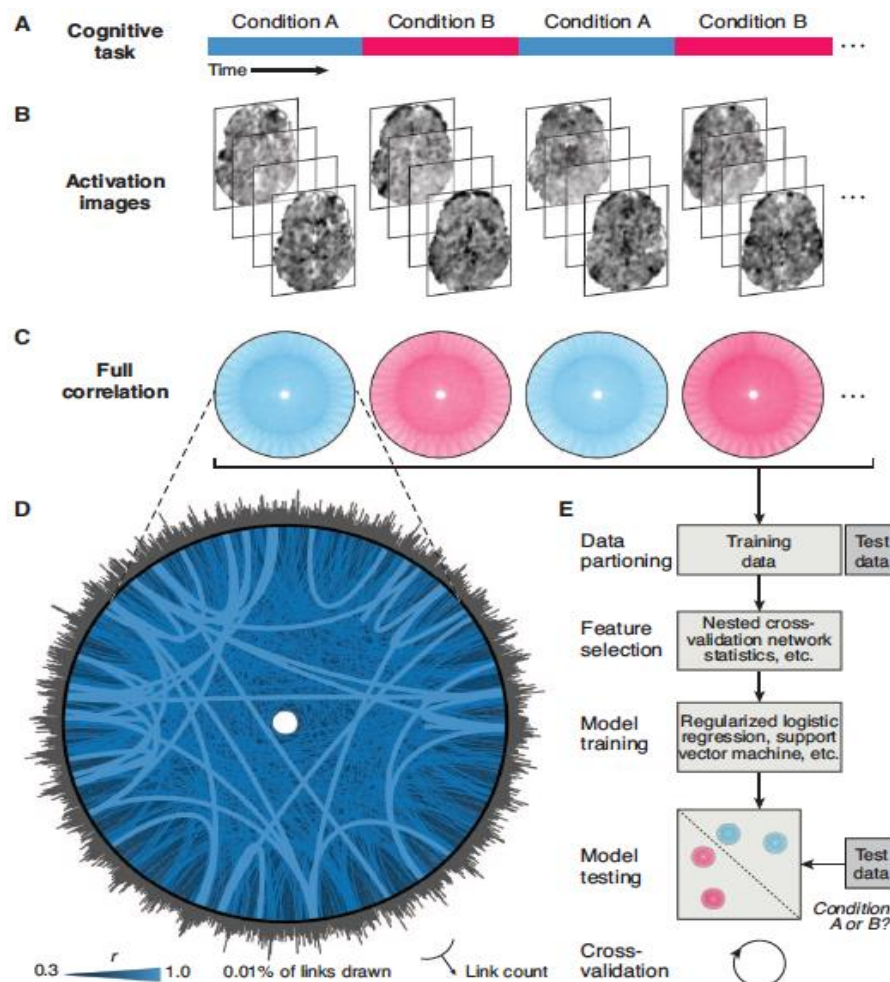 A
Cognitive
task
Condition A
Condition B
Condition A
Condition B
...
Time
B
Activation
images
...
C
Full
correlation
...
D
r
0.3
1.0
0.01% of links drawn
Link count
E
Data
partioning
Training
data
Test
data
Feature
selection
Nested cross-
validation network
statistics, etc.
Model
training
Regularized logistic
regression, support
vector machine, etc.
Model
testing
Test
data
Condition
A or B?
Cross-
validation